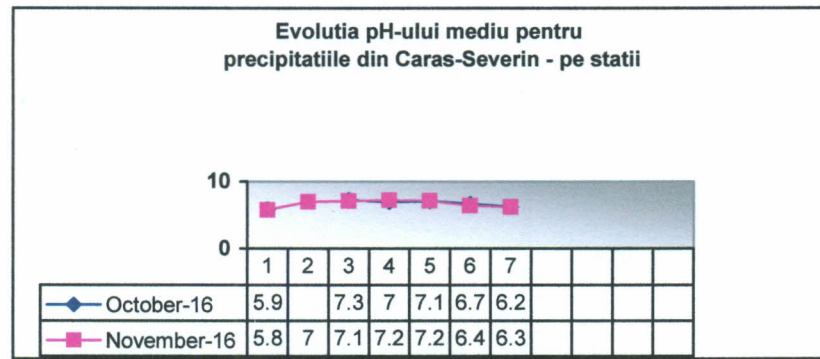 Evolutia pH-ului mediu pentru
precipitatiile din Caras-Severin - pe statii
10
0
1 2 3 4 5 6 7
October-16 5.9 7.3 7 7.1 6.7 6.2
November-16 5.8 7 7.1 7.2 7.2 6.4 6.3